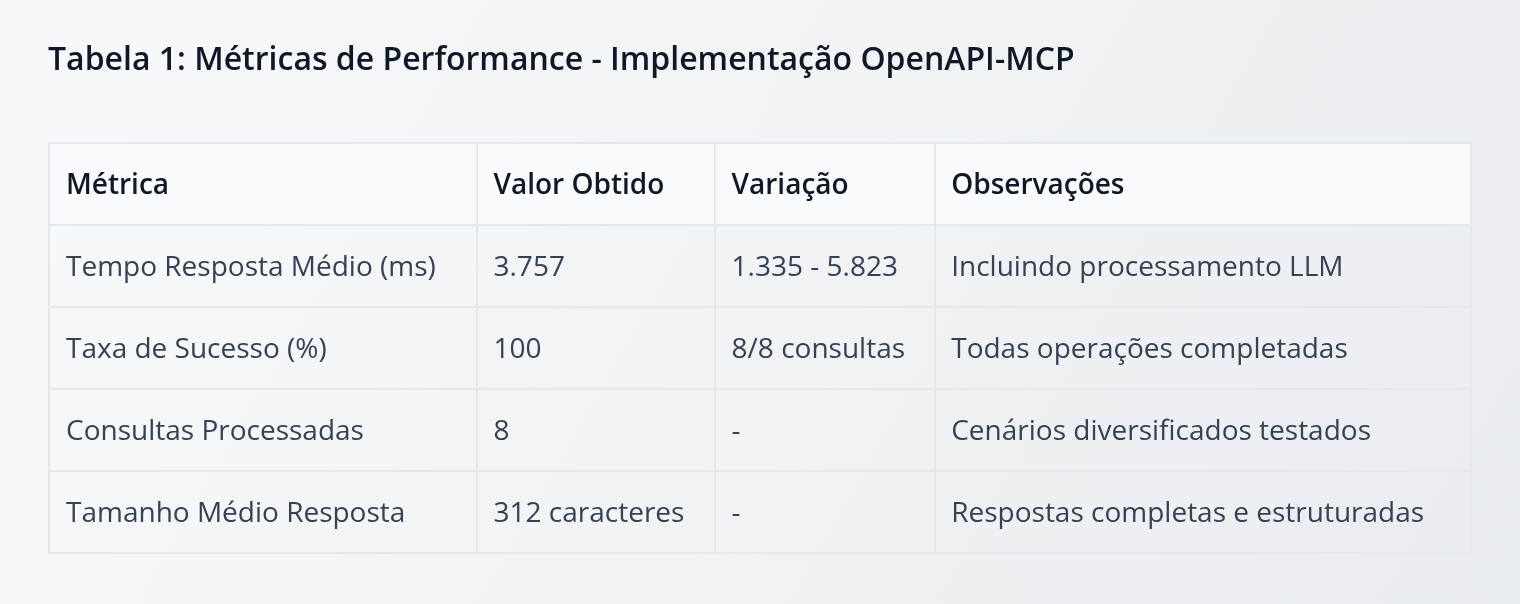 Tabela 1: Métricas de Performance - Implementação OpenAPI-MCP
Métrica Valor Obtido Variação Observações
Tempo Resposta Médio (ms) 3.757 1.335 - 5.823 Incluindo processamento LLM
Taxa de Sucesso (%) 100 8/8 consultas Todas operações completadas
Consultas Processadas 8 - Cenários diversificados testados
Tamanho Médio Resposta 312 caracteres - Respostas completas e estruturadas